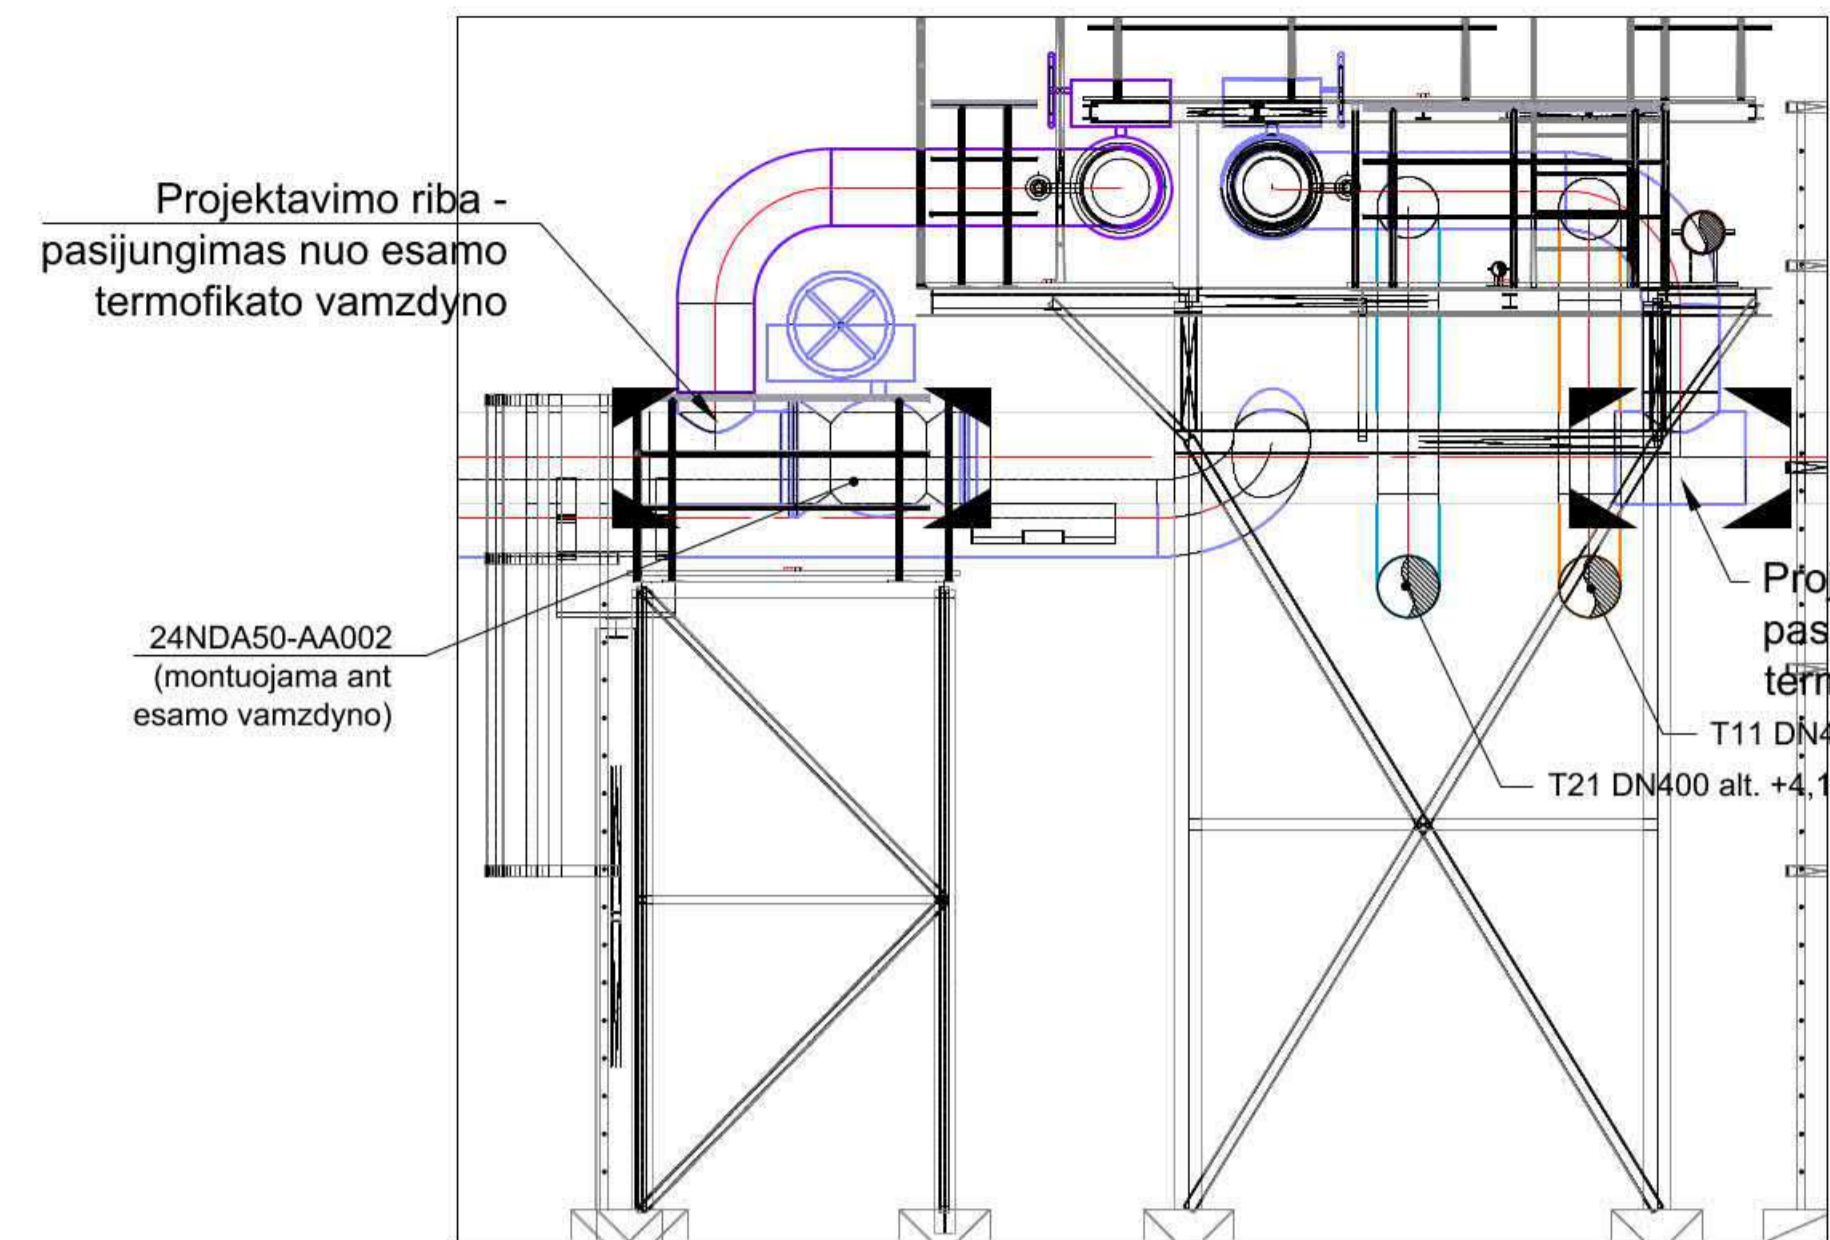 Projektavimo riba -
pasijungimas nuo esamo
termofikato vamzdyno
24NDA50-AA002
(montuojama ant
esamo vamzdyno)
Pro
pas
term
T11 DN4
T21 DN400 alt. +4,1